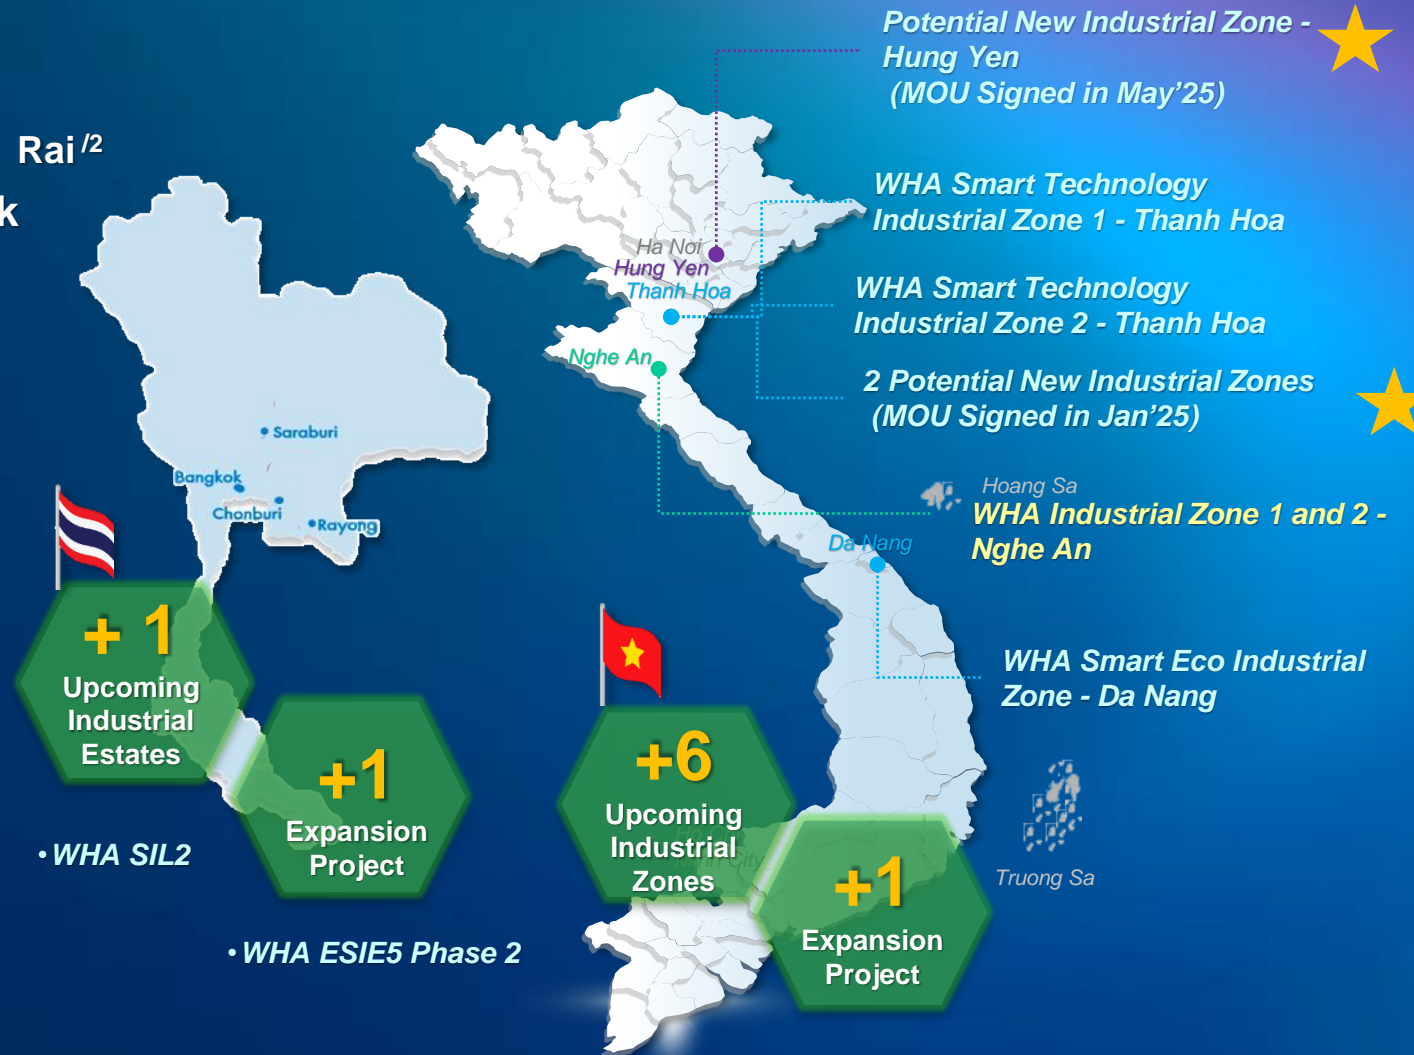 Potential New Industrial Zone -
Hung Yen
(MOU Signed in May'25)
Rai /2
k
WHA Smart Technology
Industrial Zone 1 - Thanh Hoa
Ha Noi
Hung Yen
Thanh Hoa
WHA Smart Technology
Industrial Zone 2 - Thanh Hoa
Nghe An
2 Potential New Industrial Zones
(MOU Signed in Jan'25)
Saraburi
Bangkok
Chonburi
Rayong
Hoang Sa
WHA Industrial Zone 1 and 2 -
Nghe An
Da Nang
WHA Smart Eco Industrial
Zone - Da Nang
+ 1
Upcoming
Industrial
Estates
+1
Expansion
Project
+6
Upcoming
Industrial
Zones
Ho Chi
Minh City
+1
Expansion
Project
Truong Sa
• WHA SIL2
• WHA ESIE5 Phase 2